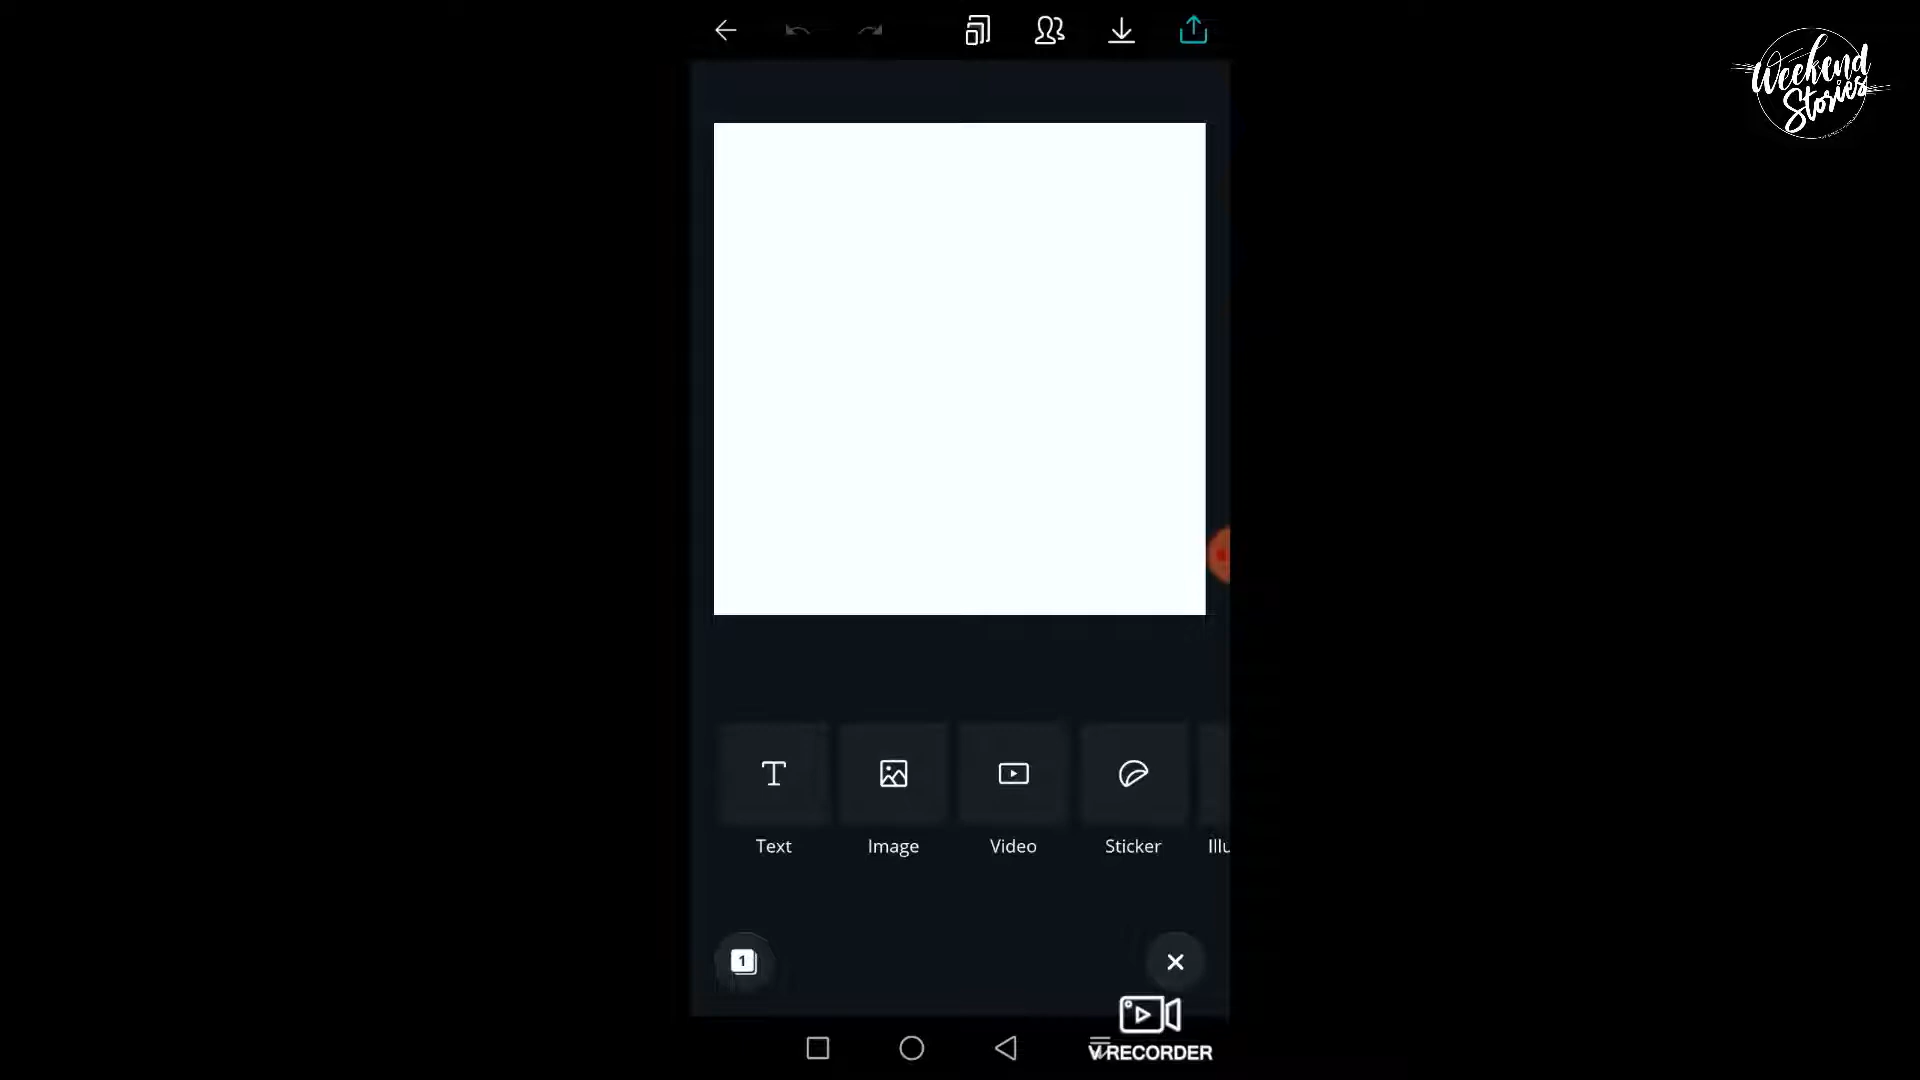 Weekend
Stories
Text
Image
Video
Sticker
Illu
1
V RECORDER